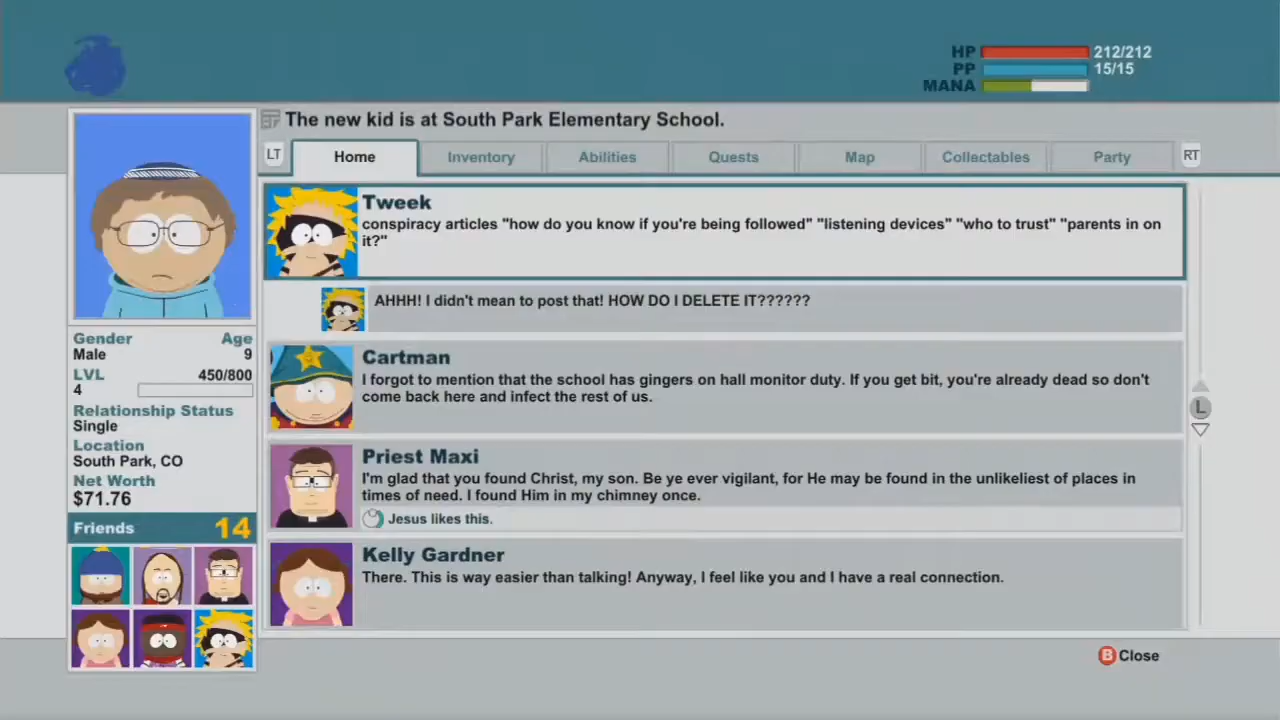 HP 212/212
PP 15/15
MANA
The new kid is at South Park Elementary School.
LT Home Inventory Abilities Quests Map Collectables Party RT
Tweek
conspiracy articles "how do you know if you're being followed" "listening devices" "who to trust" "parents in on
it?"
AHHH! I didn't mean to post that! HOW DO I DELETE IT??????
Cartman
I forgot to mention that the school has gingers on hall monitor duty. If you get bit, you're already dead so don't
come back here and infect the rest of us.
Priest Maxi
I'm glad that you found Christ, my son. Be ye ever vigilant, for He may be found in the unlikeliest of places in
times of need. I found Him in my chimney once.
Jesus likes this.
Kelly Gardner
There. This is way easier than talking! Anyway, I feel like you and I have a real connection.
L
Gender Age
Male 9
LVL 450/800
4
Relationship Status
Single
Location
South Park, CO
Net Worth
$71.76
Friends 14
B Close